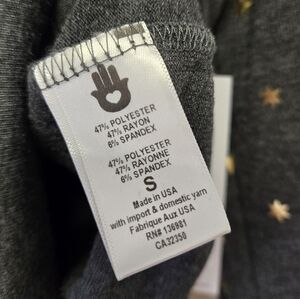 47% POLYESTER
47% RAYON
6% SPANDEX
47% POLYESTER
47% RAYONNE
6% SPANDEX
S
Made in USA
with import & domestic yarn
Fabrique Aux USA
RN# 136981
CA32350